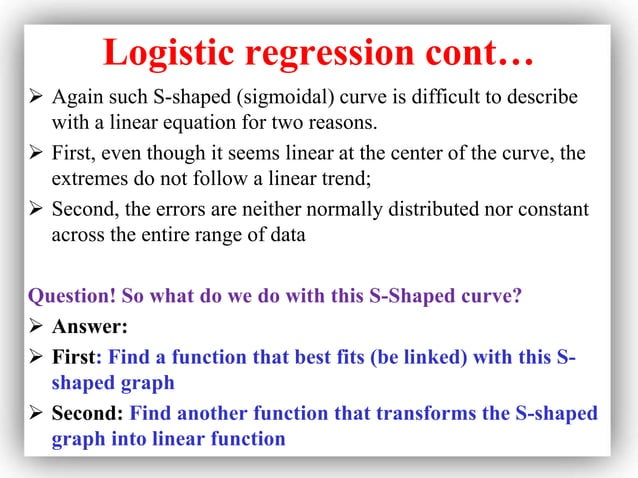 Logistic regression cont…
➢ Again such S-shaped (sigmoidal) curve is difficult to describe
with a linear equation for two reasons.
➢ First, even though it seems linear at the center of the curve, the
extremes do not follow a linear trend;
➢ Second, the errors are neither normally distributed nor constant
across the entire range of data
Question! So what do we do with this S-Shaped curve?
➢ Answer:
➢ First: Find a function that best fits (be linked) with this S-
shaped graph
➢ Second: Find another function that transforms the S-shaped
graph into linear function